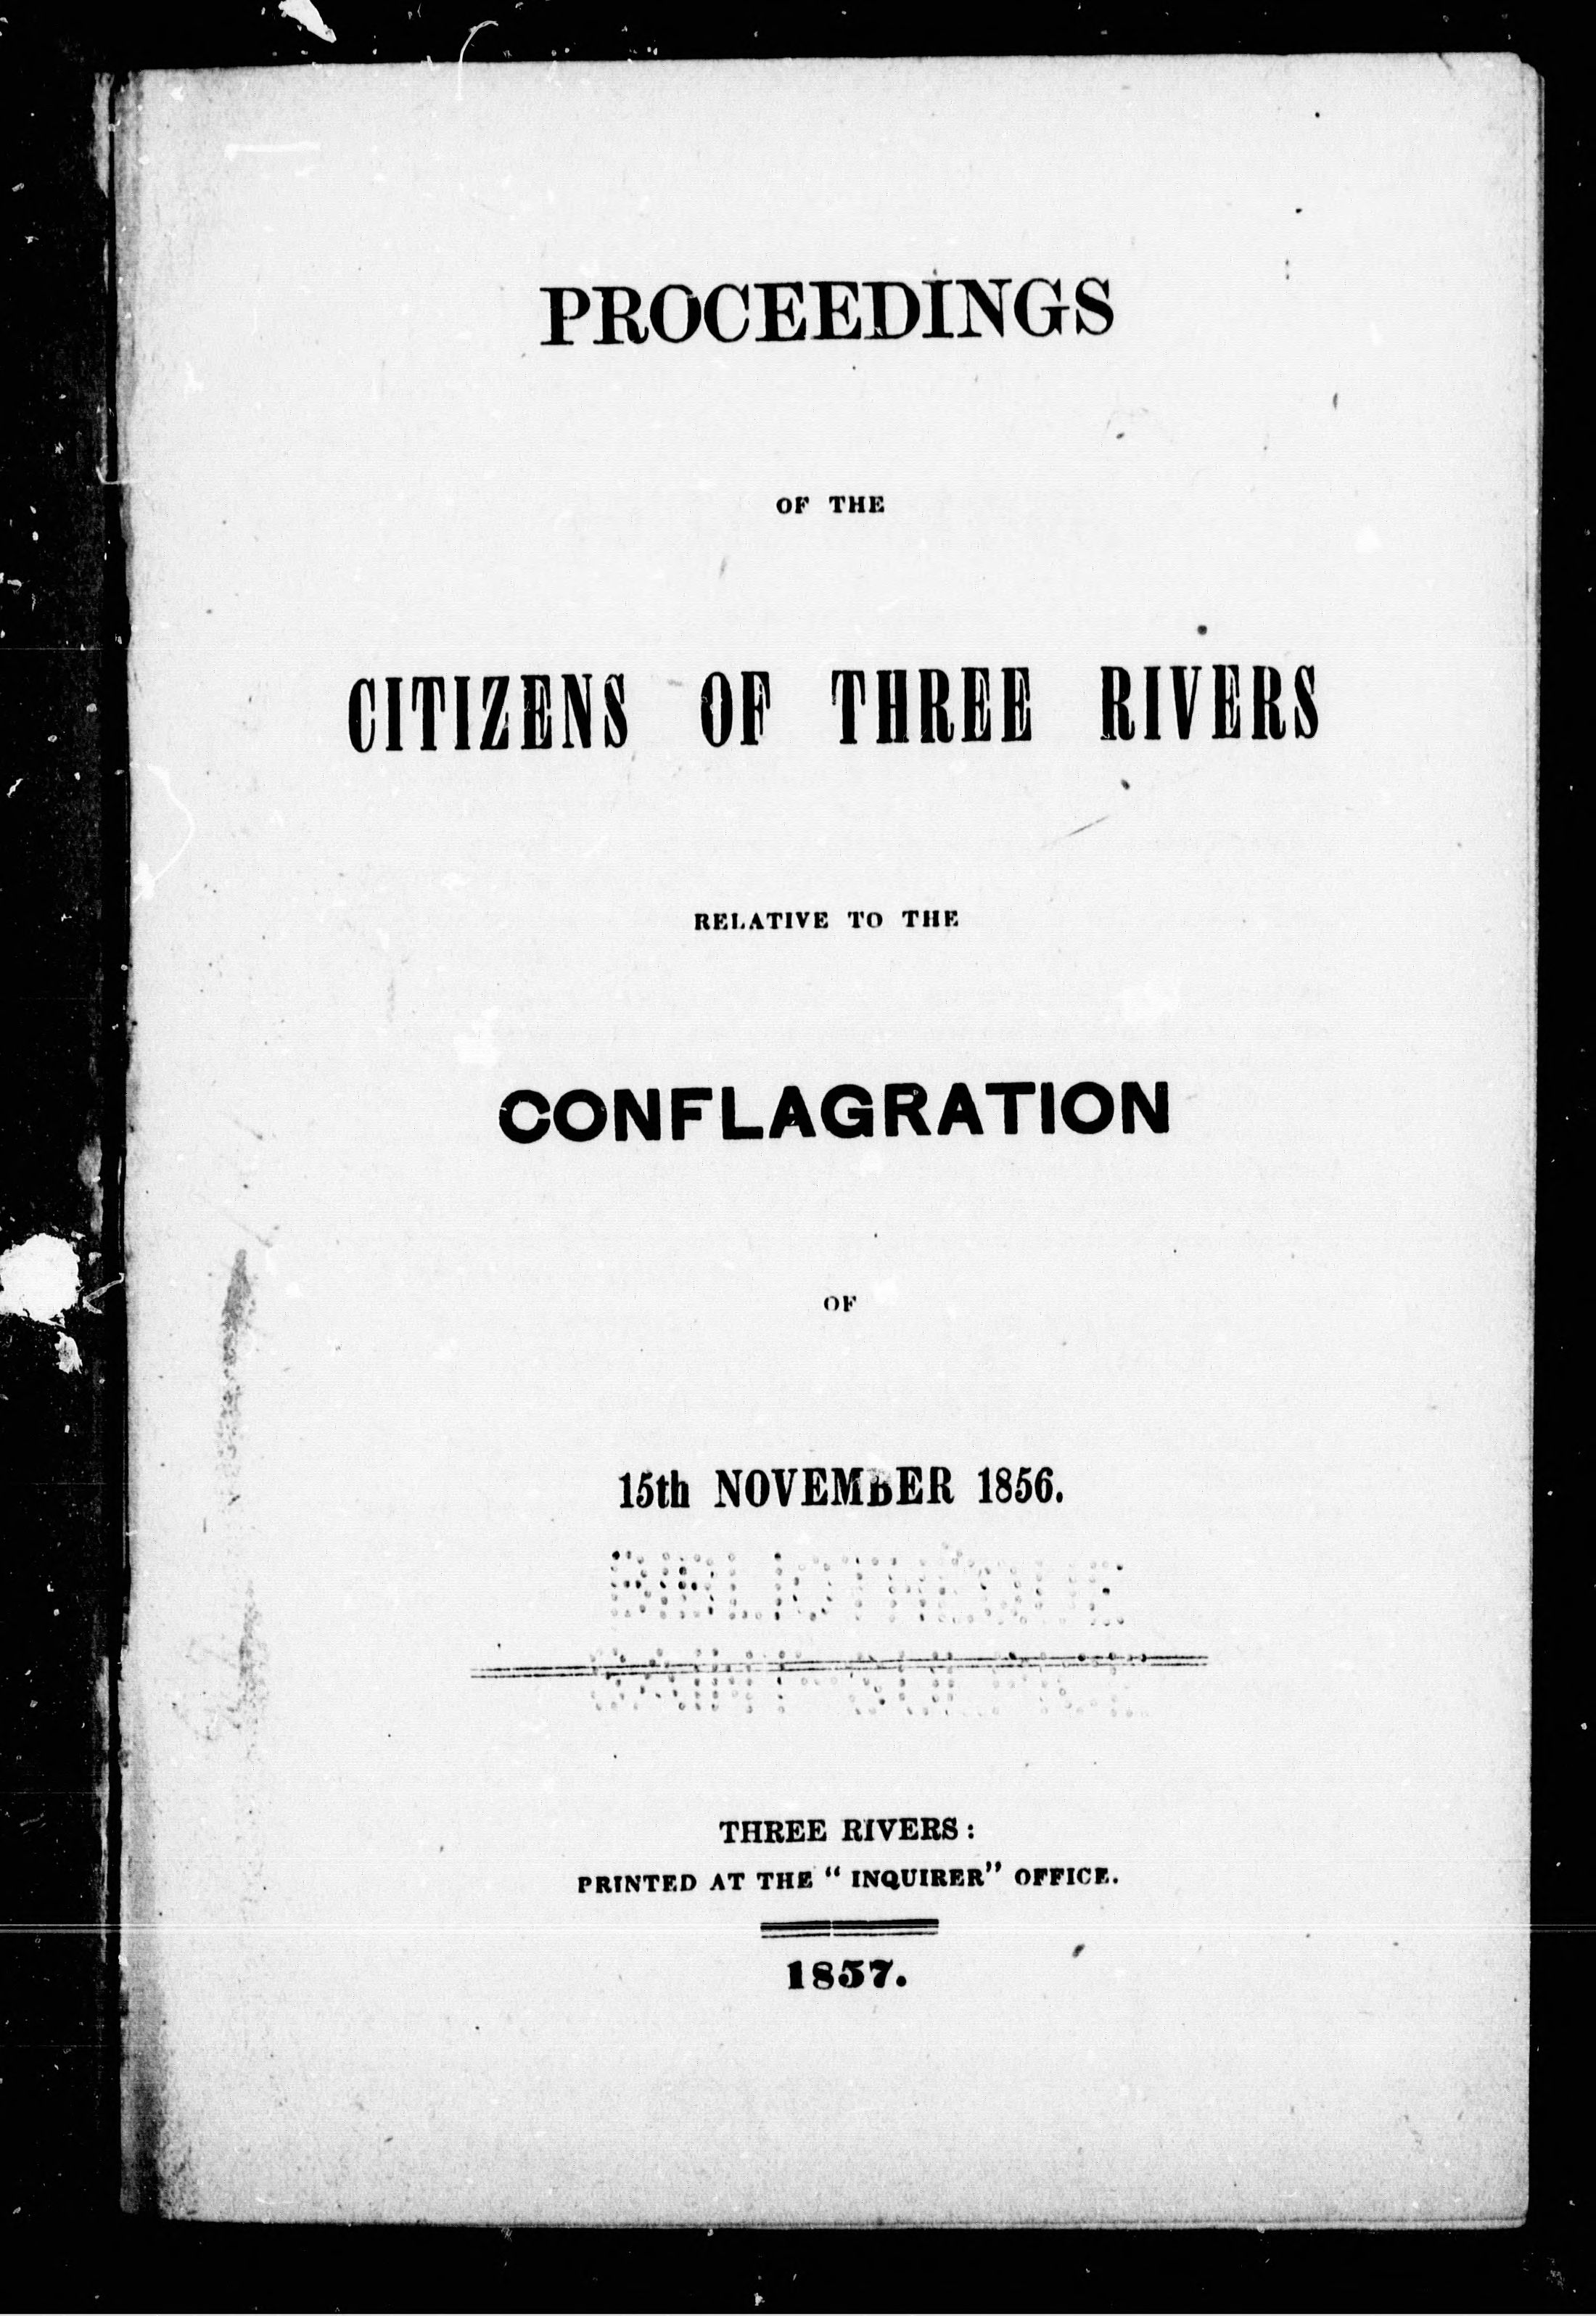 PROCEEDINGS
OF THE
CITIZENS OF THREE RIVERS
RELATIVE TO THE
CONFLAGRATION
OF
15th NOVEMBER 1856.
BIBLIOTHEQUE
THREE RIVERS:
PRINTED AT THE "INQUIRER" OFFICE.
1857.